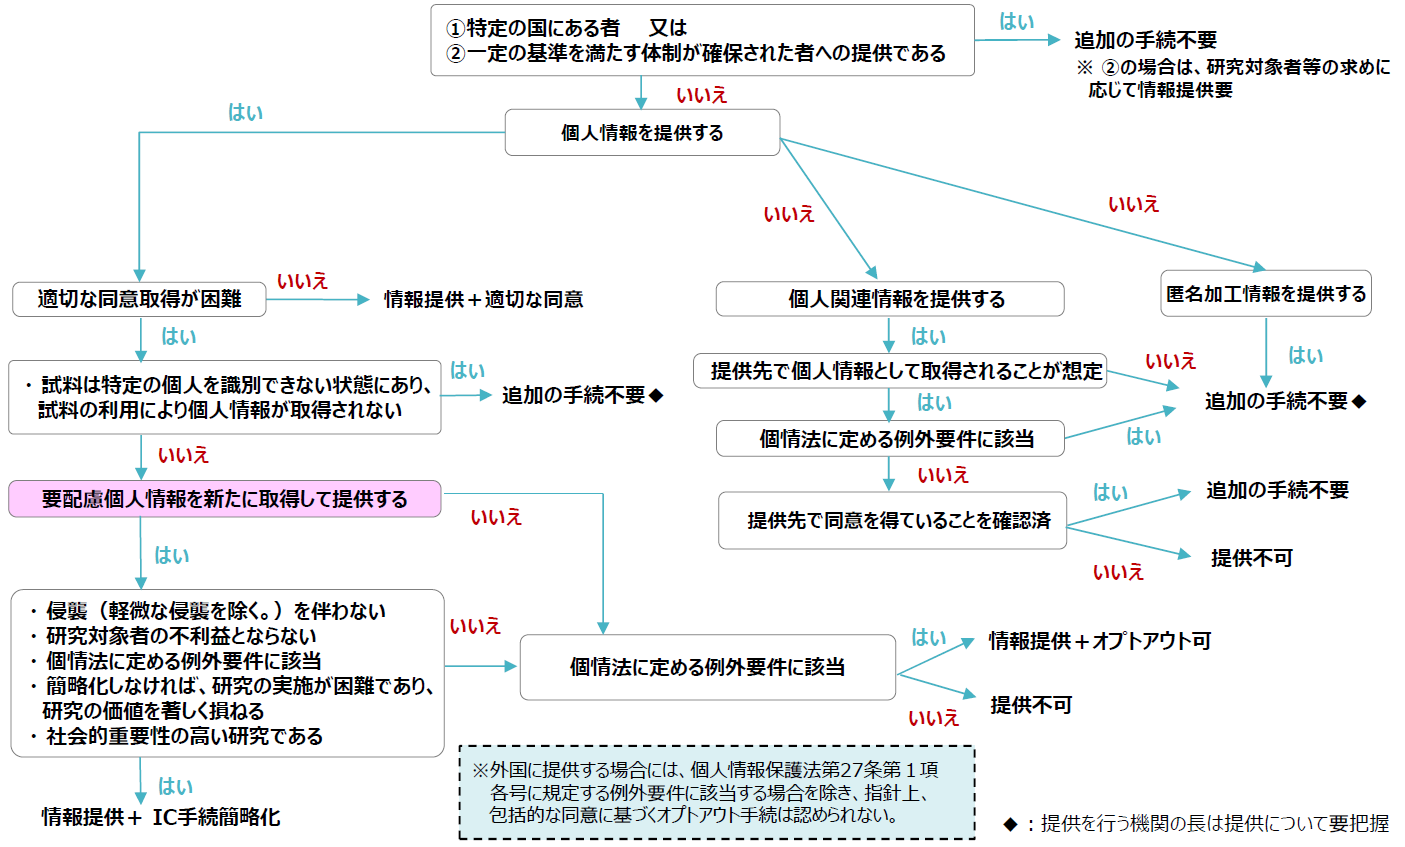 ①特定の国にある者　又は
②一定の基準を満たす体制が確保された者への提供である
はい
追加の手続不要
※ ②の場合は、研究対象者等の求めに
応じて情報提供要
いいえ
はい
個人情報を提供する
いいえ
いいえ
適切な同意取得が困難
いいえ
情報提供＋適切な同意
はい
・試料は特定の個人を識別できない状態にあり、
試料の利用により個人情報が取得されない
はい
追加の手続不要◆
いいえ
要配慮個人情報を新たに取得して提供する
いいえ
はい
・侵襲（軽微な侵襲を除く。）を伴わない
・研究対象者の不利益とならない
・個情法に定める例外要件に該当
・簡略化しなければ、研究の実施が困難であり、
研究の価値を著しく損ねる
・社会的重要性の高い研究である
いいえ
はい
情報提供＋ IC手続簡略化
個情法に定める例外要件に該当
はい
情報提供＋オプトアウト可
いいえ
提供不可
個人関連情報を提供する
はい
提供先で個人情報として取得されることが想定
いいえ
はい
個情法に定める例外要件に該当
はい
いいえ
提供先で同意を得ていることを確認済
はい
追加の手続不要
いいえ
提供不可
匿名加工情報を提供する
はい
追加の手続不要◆
※外国に提供する場合には、個人情報保護法第27条第１項
各号に規定する例外要件に該当する場合を除き、指針上、
包括的な同意に基づくオプトアウト手続は認められない。
◆：提供を行う機関の長は提供について要把握